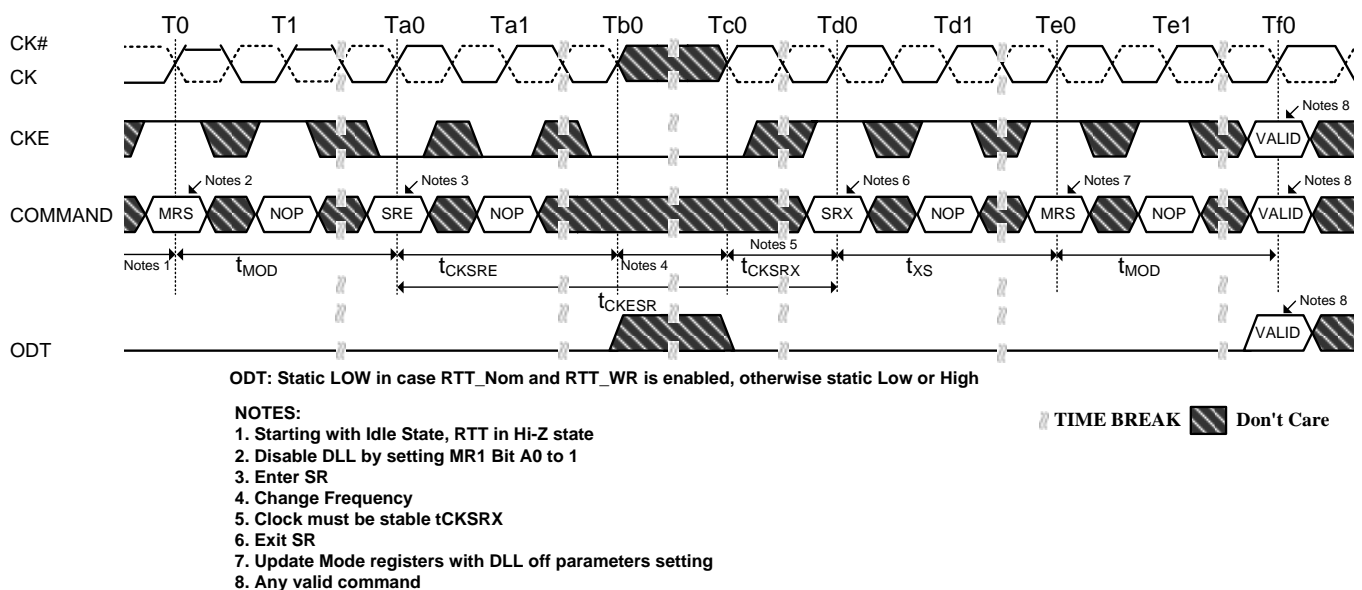 T0 T1 Ta0 Ta1 Tb0 Tc0 Td0 Td1 Te0 Te1 Tf0
CK#
CK
Notes 8
CKE VALID
Notes 2 Notes 3 Notes 6 Notes 7 Notes 8
COMMAND MRS NOP SRE NOP SRX NOP MRS NOP VALID
Notes 1 tMOD tCKSRE Notes 4 Notes 5 tCKSRX tXS tMOD
tCKESR
Notes 8
ODT VALID
ODT: Static LOW in case RTT_Nom and RTT_WR is enabled, otherwise static Low or High
NOTES:
1. Starting with Idle State, RTT in Hi-Z state
2. Disable DLL by setting MR1 Bit A0 to 1
3. Enter SR
4. Change Frequency
5. Clock must be stable tCKSRX
6. Exit SR
7. Update Mode registers with DLL off parameters setting
8. Any valid command
TIME BREAK Don't Care